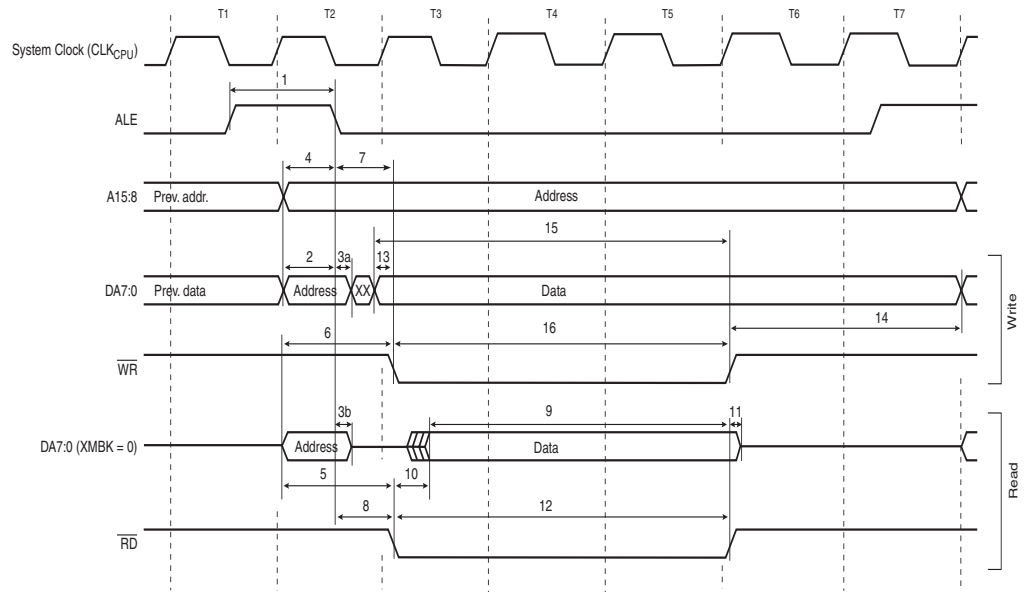 T1 T2 T3 T4 T5 T6 T7
System Clock (CLKCPU)
1
ALE
4 7
A15:8 Prev. addr. Address
15
2 3a 13
DA7:0 Prev. data Address XX Data
14
6 16
WR
Write
3b 9 11
DA7:0 (XMBK = 0) Address Data
5 10
8 12
RD
Read